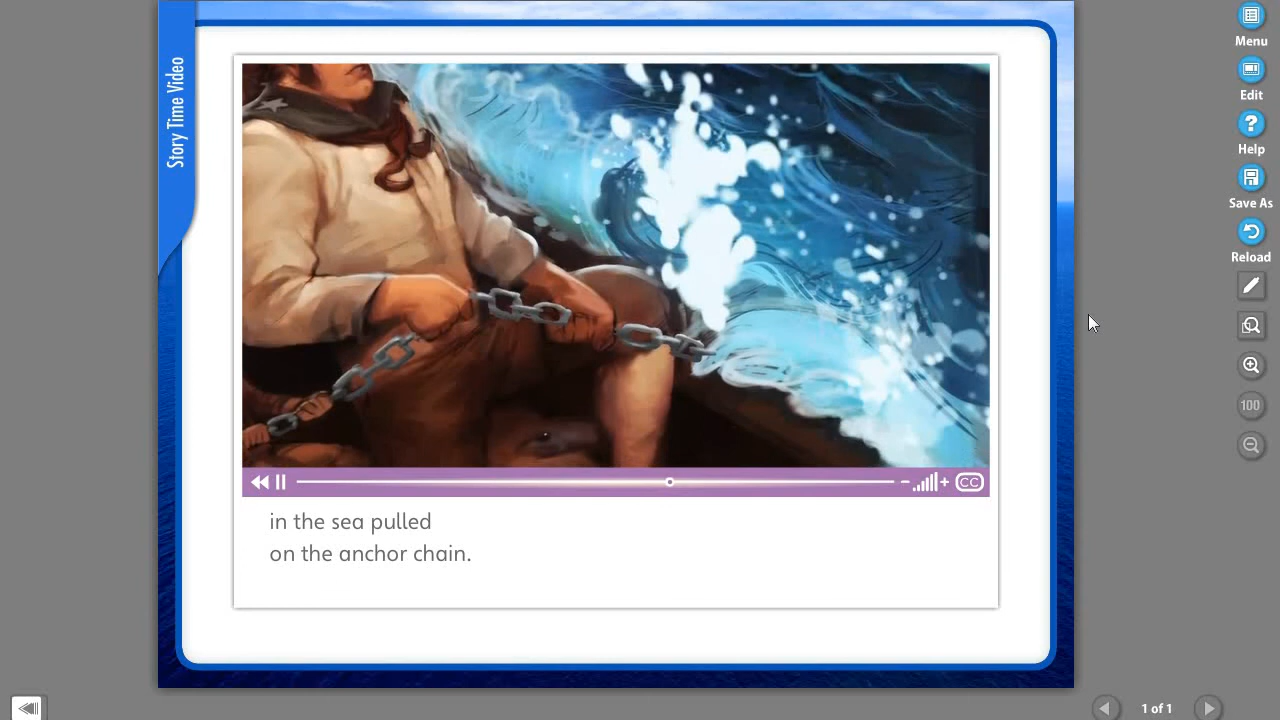 Story Time Video
in the sea pulled
on the anchor chain.
CC
Menu
Edit
?
Help
Save As
Reload
100
1 of 1